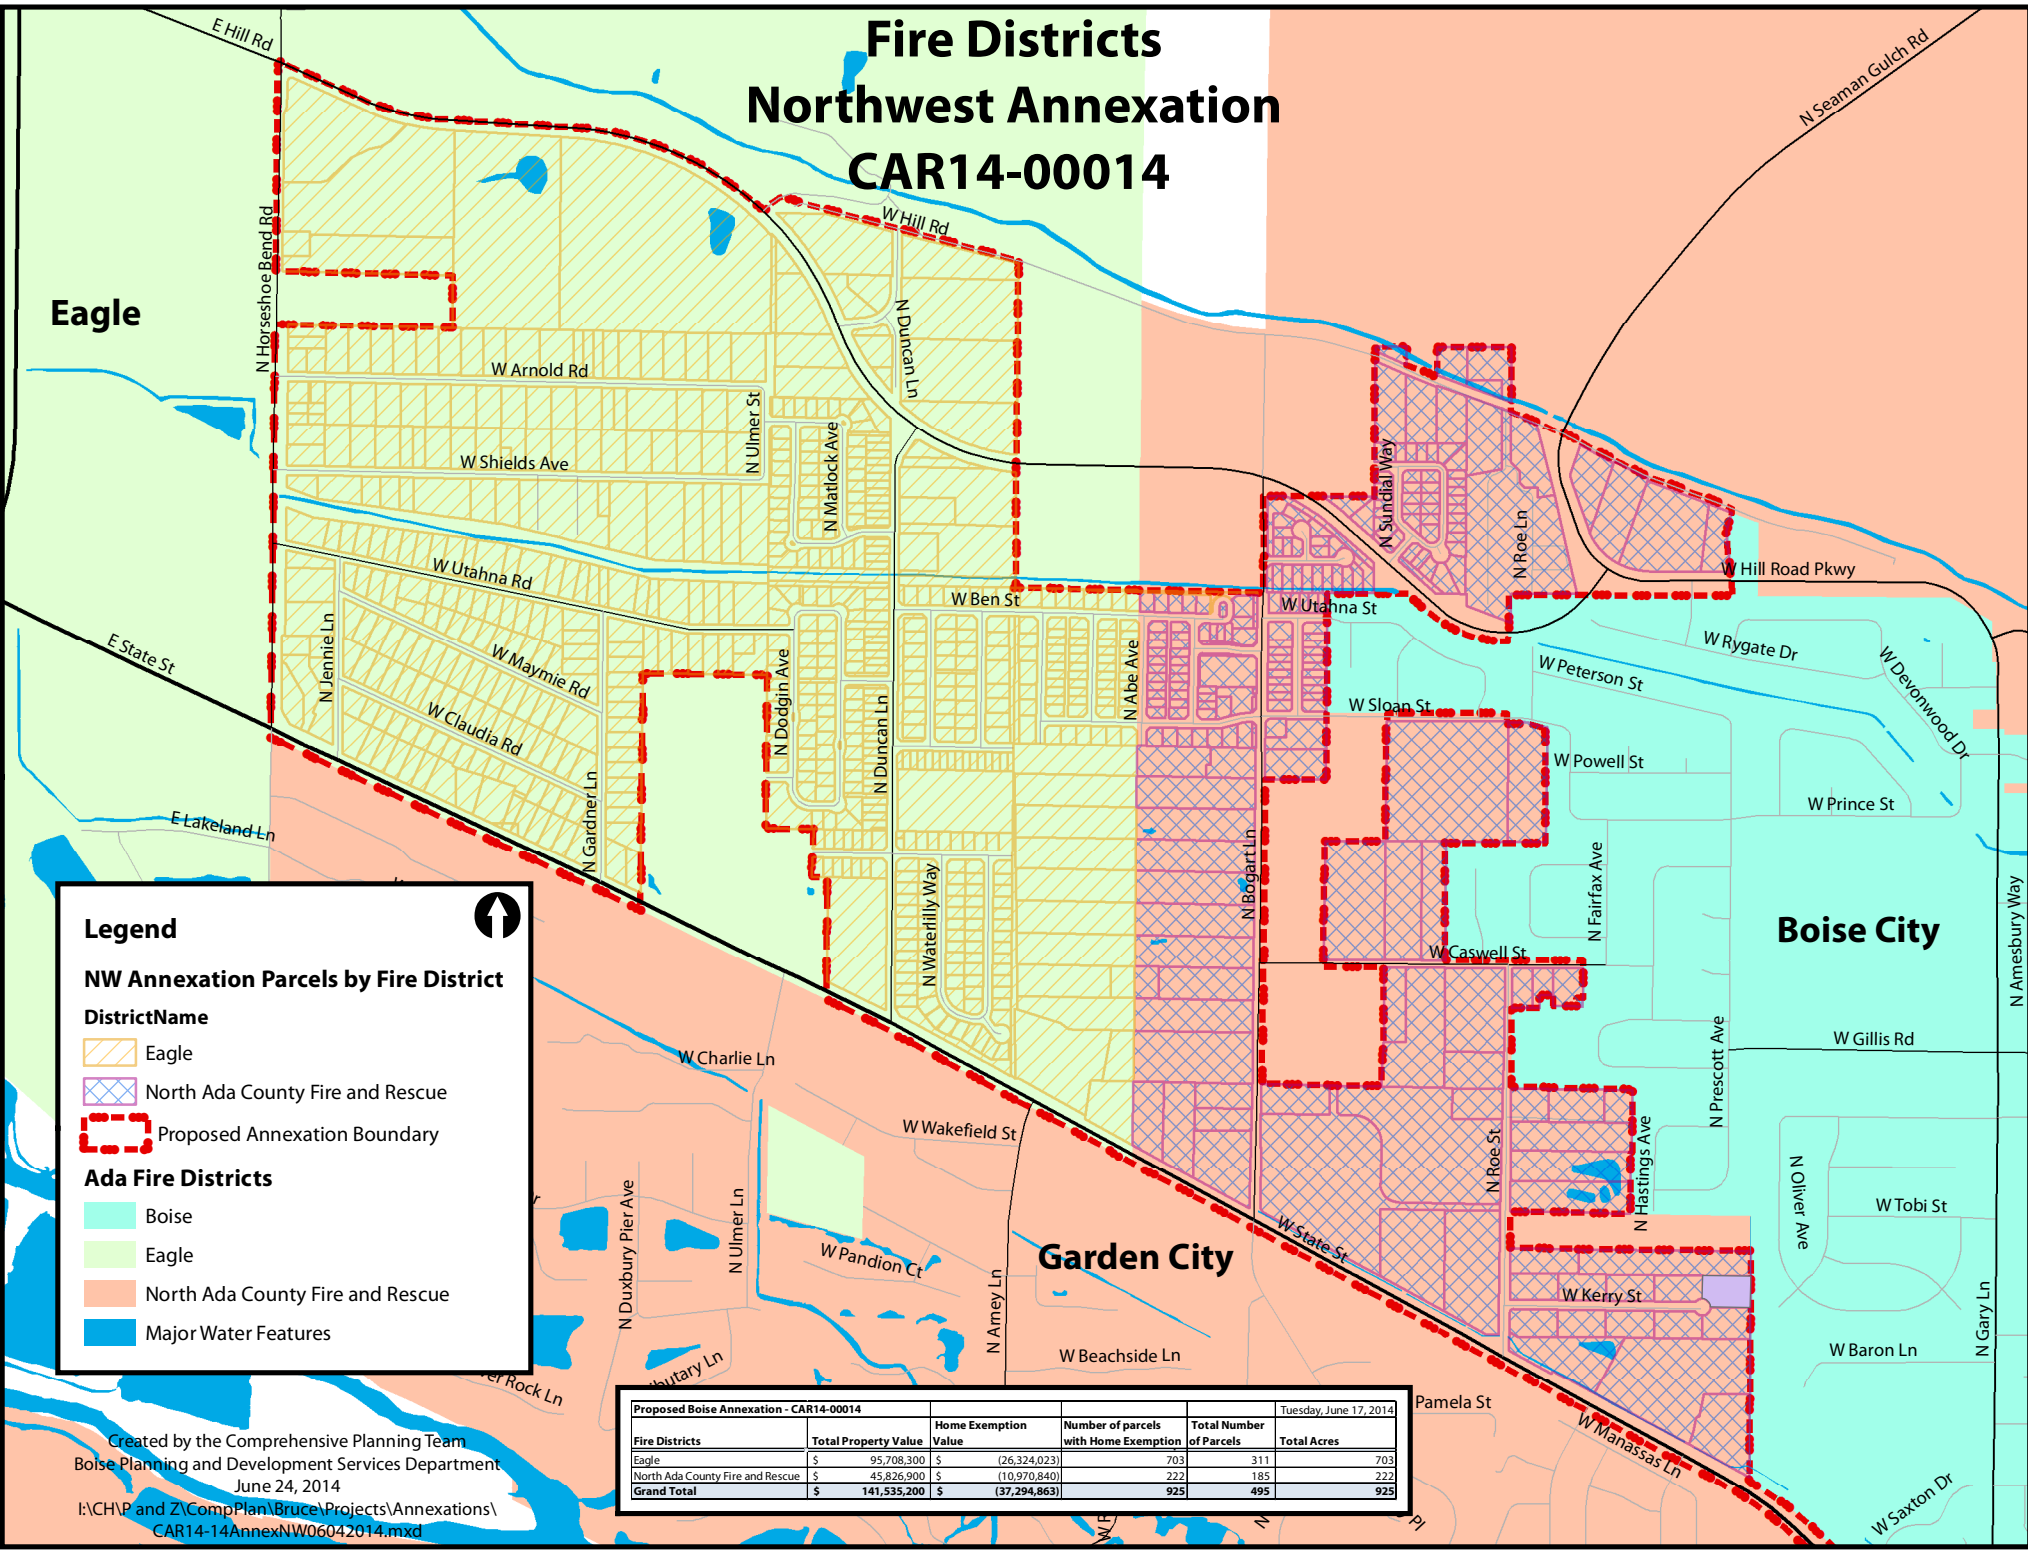 Fire Districts
Northwest Annexation
CAR14-00014
E Hill Rd
N Seaman Gulch Rd
W Hill Rd
N Horseshoe Bend Rd
Eagle
N Duncan Ln
W Arnold Rd
N Ulmer St
N Matlock Ave
W Shields Ave
N Sundial Way
N Roe Ln
W Hill Road Pkwy
W Utahna Rd
W Ben St
W Utahna St
E State St
N Jennie Ln
W Maymie Rd
N Dodgin Ave
N Abe Ave
W Rygate Dr
W Peterson St
W Devonwood Dr
W Claudia Rd
N Duncan Ln
W Sloan St
W Powell St
W Prince St
E Lakeland Ln
N Gardner Ln
N Waterlilly Way
N Bogart Ln
N Fairfax Ave
W Caswell St
Boise City
N Amesbury Way
W Gillis Rd
N Prescott Ave
W Charlie Ln
W Wakefield St
N Roe St
N Hastings Ave
N Oliver Ave
W Tobi St
N Duxbury Pier Ave
N Ulmer Ln
W Pandion Ct
Garden City
W State St
N Amey Ln
W Kerry St
N Gary Ln
W Beachside Ln
W Baron Ln
er Rock Ln
ibutary Ln
Pamela St
W Manassas Ln
W Saxton Dr
Pl
Legend
NW Annexation Parcels by Fire District
DistrictName
Eagle
North Ada County Fire and Rescue
Proposed Annexation Boundary
Ada Fire Districts
Boise
Eagle
North Ada County Fire and Rescue
Major Water Features
Created by the Comprehensive Planning Team
Boise Planning and Development Services Department
June 24, 2014
I:\CH\P and Z\CompPlan\Bruce\Projects\Annexations\
CAR14-14AnnexNW06042014.mxd
Proposed Boise Annexation - CAR14-00014 Tuesday, June 17, 2014
Fire Districts Total Property Value Home Exemption Value Number of parcels with Home Exemption Total Number of Parcels Total Acres
Eagle $ 95,708,300 $ (26,324,023) 703 311 703
North Ada County Fire and Rescue $ 45,826,900 $ (10,970,840) 222 185 222
Grand Total $ 141,535,200 $ (37,294,863) 925 495 925